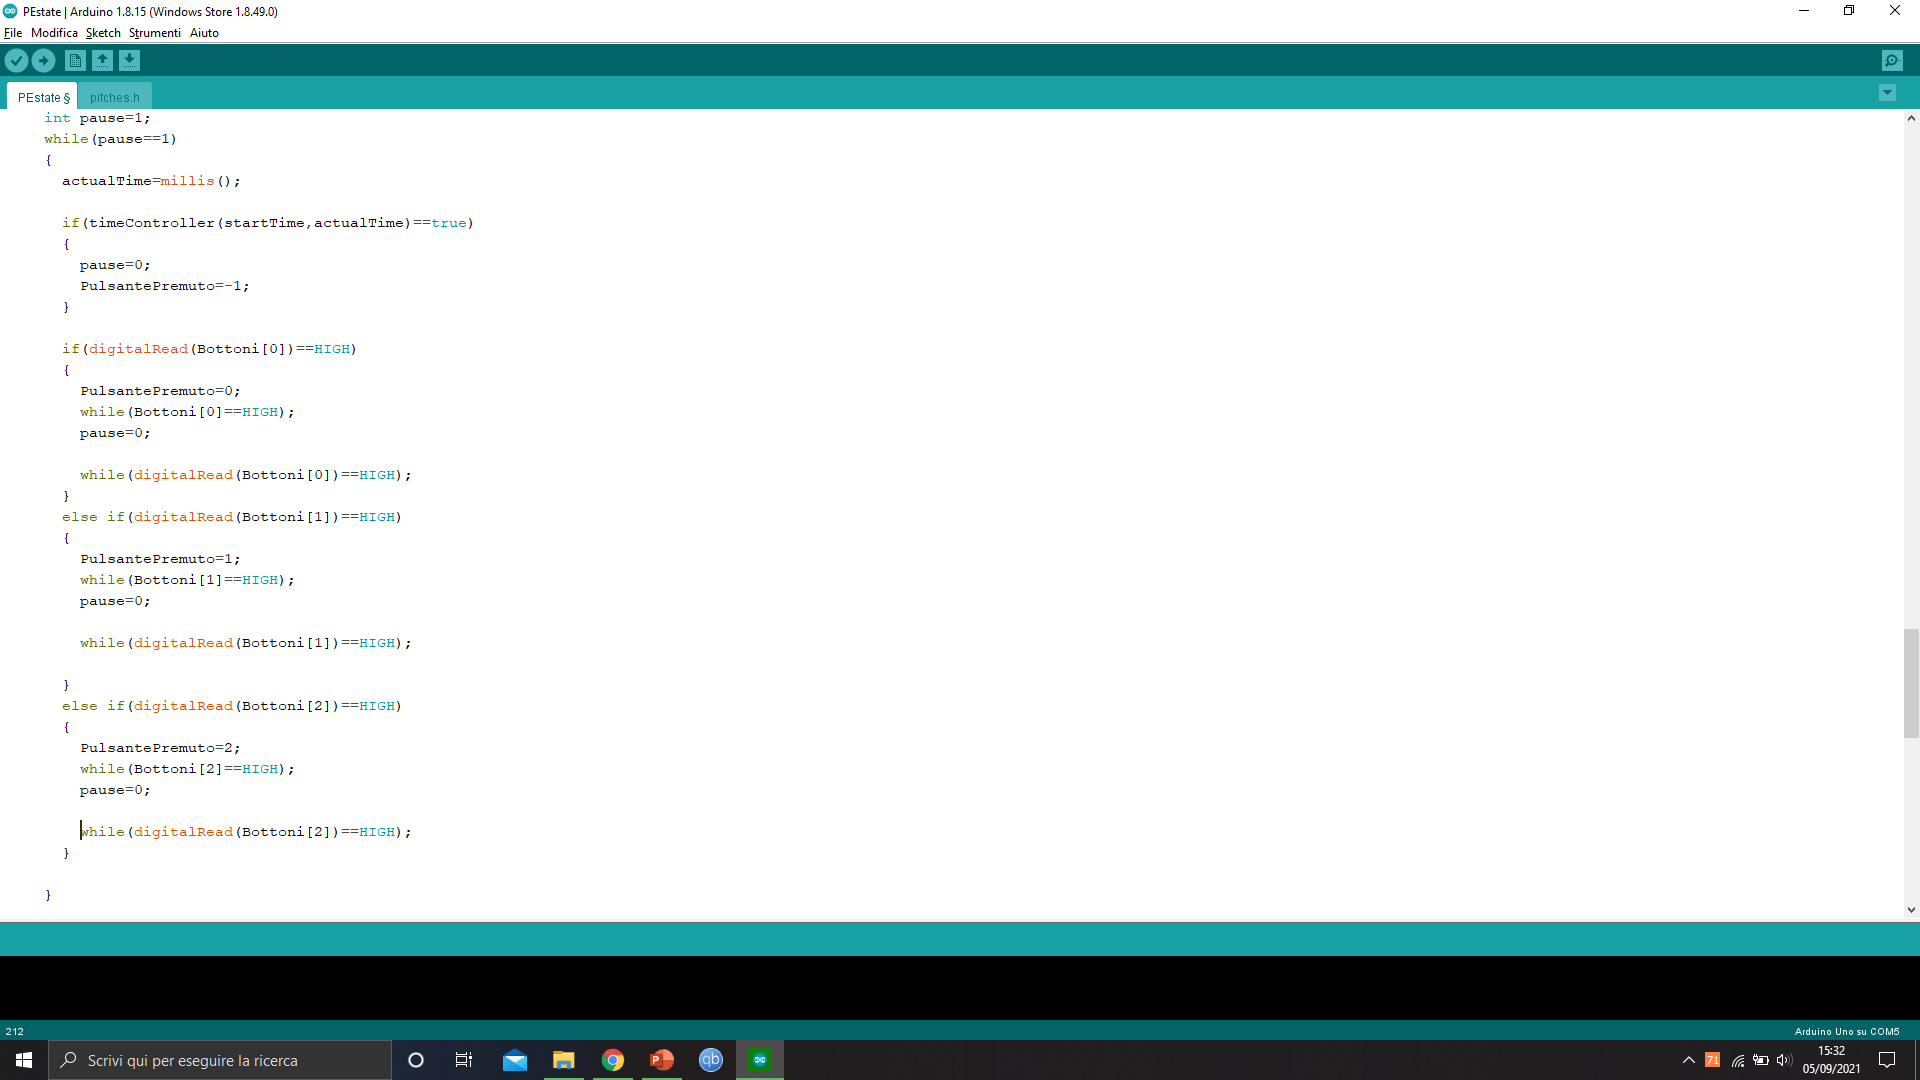 PEstate | Arduino 1.8.15 (Windows Store 1.8.49.0)
File Modifica Sketch Strumenti Aiuto
PEstate § pitches.h
int pause=1;
while(pause==1)
{
actualTime=millis();
if(timeController(startTime,actualTime)==true)
{
pause=0;
PulsantePremuto=-1;
}
if(digitalRead(Bottoni[0])==HIGH)
{
PulsantePremuto=0;
while(Bottoni[0]==HIGH);
pause=0;
while(digitalRead(Bottoni[0])==HIGH);
}
else if(digitalRead(Bottoni[1])==HIGH)
{
PulsantePremuto=1;
while(Bottoni[1]==HIGH);
pause=0;
while(digitalRead(Bottoni[1])==HIGH);
}
else if(digitalRead(Bottoni[2])==HIGH)
{
PulsantePremuto=2;
while(Bottoni[2]==HIGH);
pause=0;
while(digitalRead(Bottoni[2])==HIGH);
}
}
212 Arduino Uno su COM5
Scrivi qui per eseguire la ricerca P qb 71 15:32
05/09/2021